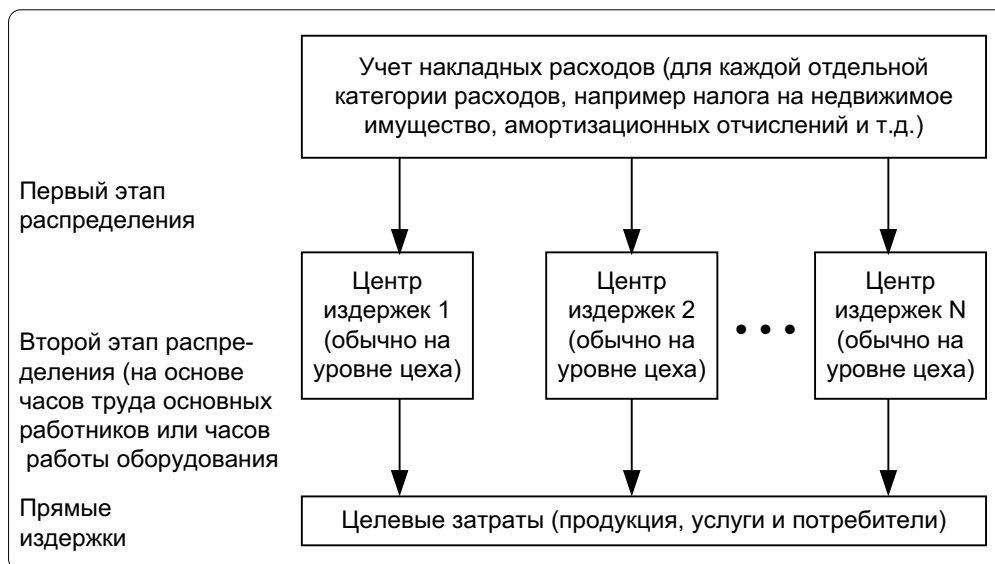 Учет накладных расходов (для каждой отдельной
категории расходов, например налога на недвижимое
имущество, амортизационных отчислений и т.д.)
Первый этап
распределения
Центр
издержек 1
(обычно на
уровне цеха)
Центр
издержек 2
(обычно на
уровне цеха)
• • •
Центр
издержек N
(обычно на
уровне цеха)
Второй этап распре-
деления (на основе
часов труда основных
работников или часов
работы оборудования
Прямые
издержки
Целевые затраты (продукция, услуги и потребители)